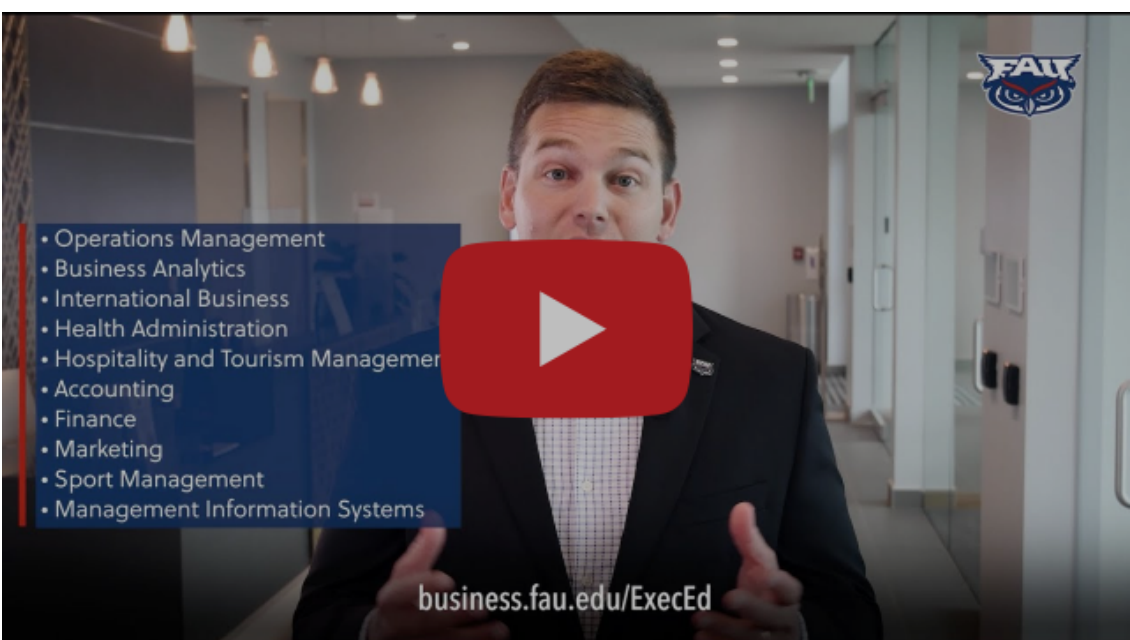 FAU
• Operations Management
• Business Analytics
• International Business
• Health Administration
• Hospitality and Tourism Managemen
• Accounting
• Finance
• Marketing
• Sport Management
• Management Information Systems
business.fau.edu/ExecEd